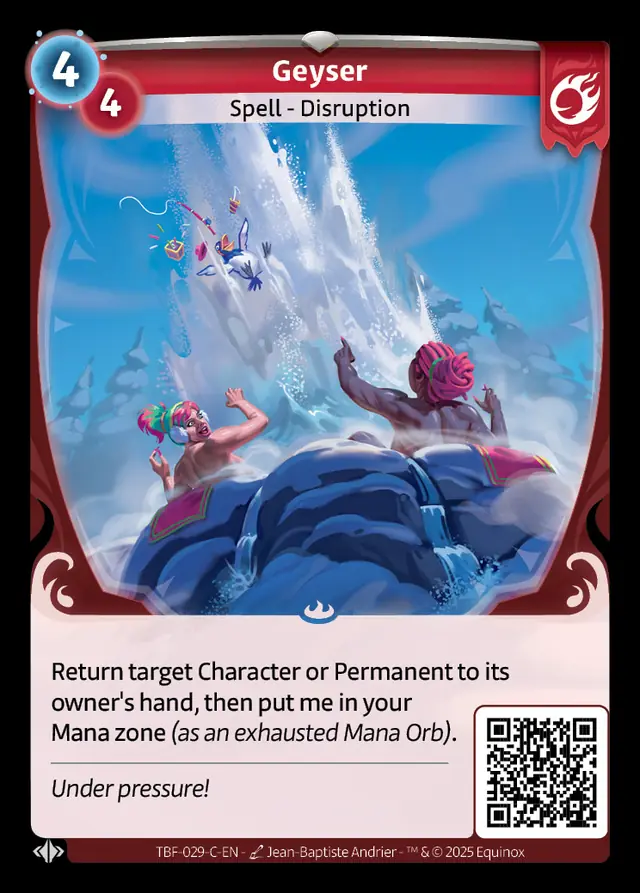 4
4
Geyser
Spell - Disruption
Return target Character or Permanent to its
owner's hand, then put me in your
Mana zone (as an exhausted Mana Orb).
Under pressure!
TBF-029-C-EN - Jean-Baptiste Andrier - ™ & © 2025 Equinox